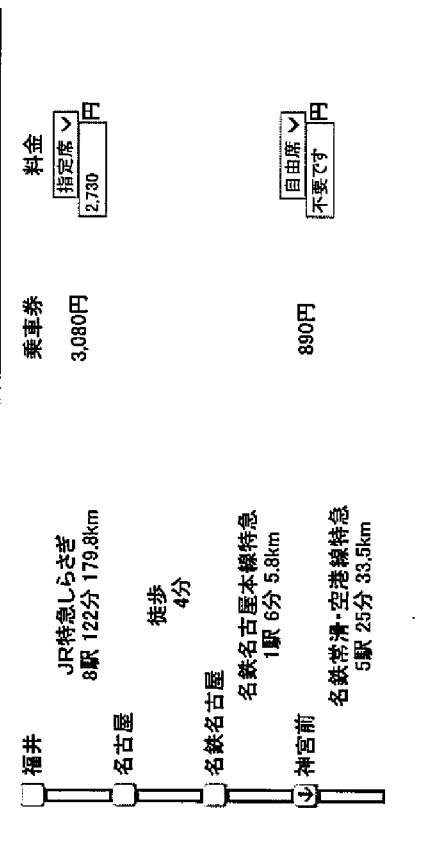 乗車券 料金
福井
JR特急しらさぎ 3,080円 指定席
8駅 122分 179.8km 2,730 円
名古屋
徒歩
4分
名鉄名古屋
名鉄名古屋本線特急
1駅 6分 5.8km 890円 自由席
不要です 円
神宮前
名鉄常滑・空港線特急
5駅 25分 33.5km